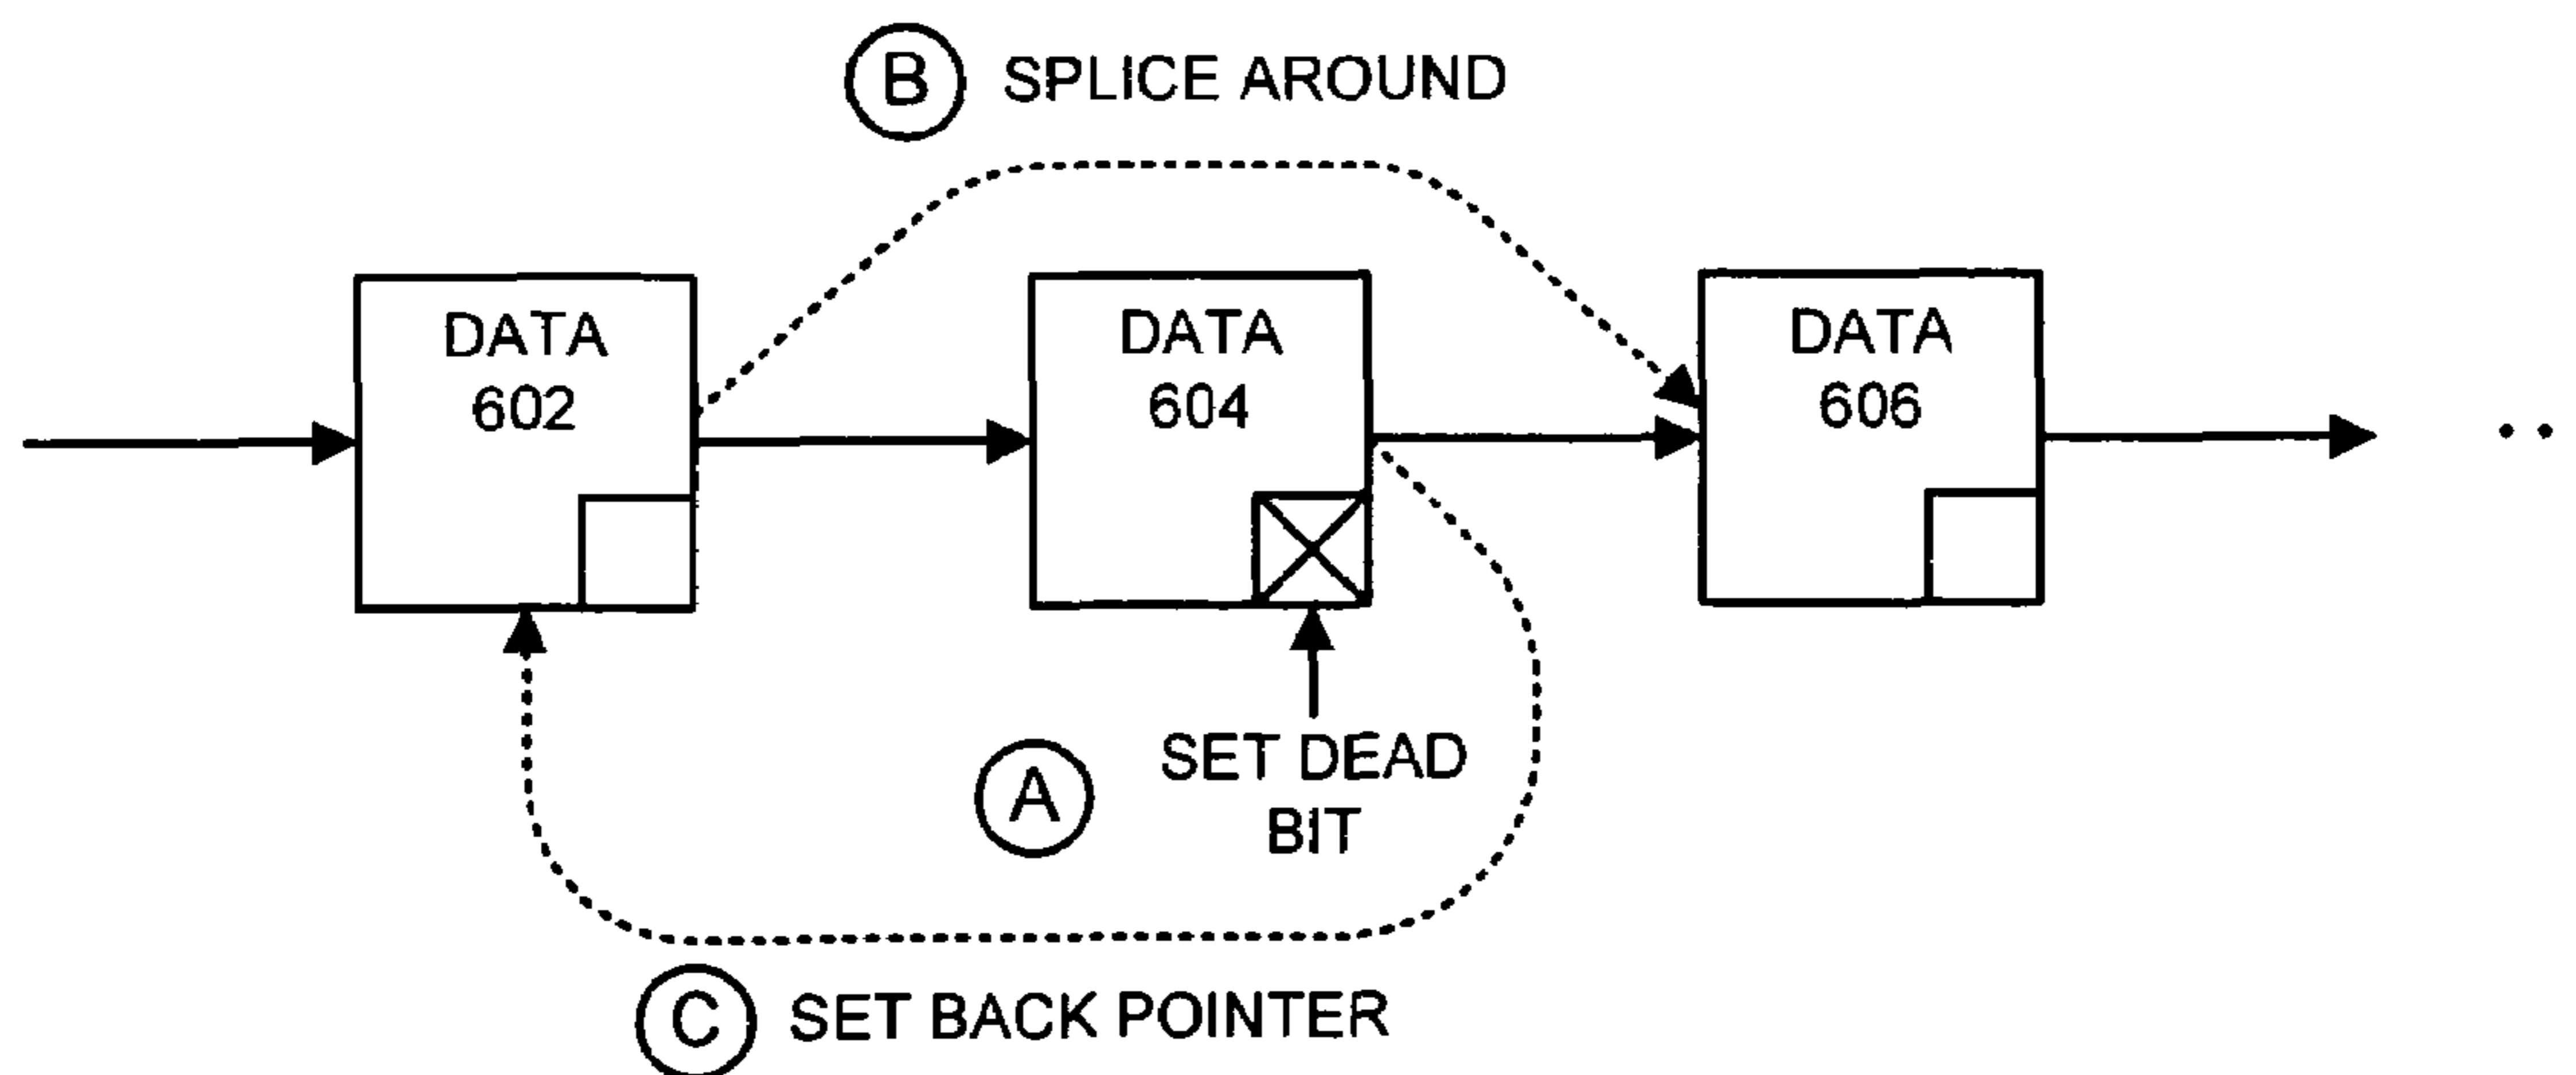 B SPLICE AROUND
DATA
602
DATA
604
DATA
606
A SET DEAD
BIT
C SET BACK POINTER